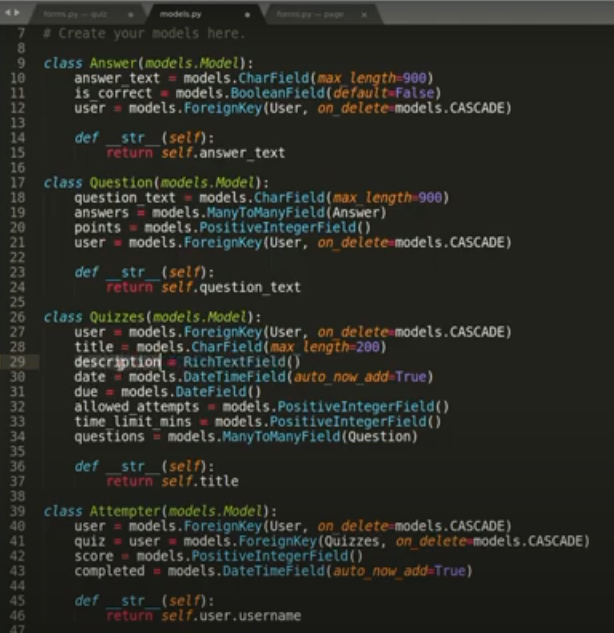 forms.py — quiz
models.py
forms.py — page
7 # Create your models here.
8
9 class Answer(models.Model):
10 answer_text = models.CharField(max_length=900)
11 is_correct = models.BooleanField(default=False)
12 user = models.ForeignKey(User, on_delete=models.CASCADE)
13
14 def __str__(self):
15 return self.answer_text
16
17 class Question(models.Model):
18 question_text = models.CharField(max_length=900)
19 answers = models.ManyToManyField(Answer)
20 points = models.PositiveIntegerField()
21 user = models.ForeignKey(User, on_delete=models.CASCADE)
22
23 def __str__(self):
24 return self.question_text
25
26 class Quizzes(models.Model):
27 user = models.ForeignKey(User, on_delete=models.CASCADE)
28 title = models.CharField(max_length=200)
29 description = RichTextField()
30 date = models.DateTimeField(auto_now_add=True)
31 due = models.DateField()
32 allowed_attempts = models.PositiveIntegerField()
33 time_limit_mins = models.PositiveIntegerField()
34 questions = models.ManyToManyField(Question)
35
36 def __str__(self):
37 return self.title
38
39 class Attempter(models.Model):
40 user = models.ForeignKey(User, on_delete=models.CASCADE)
41 quiz = user = models.ForeignKey(Quizzes, on_delete=models.CASCADE)
42 score = models.PositiveIntegerField()
43 completed = models.DateTimeField(auto_now_add=True)
44
45 def __str__(self):
46 return self.user.username
47